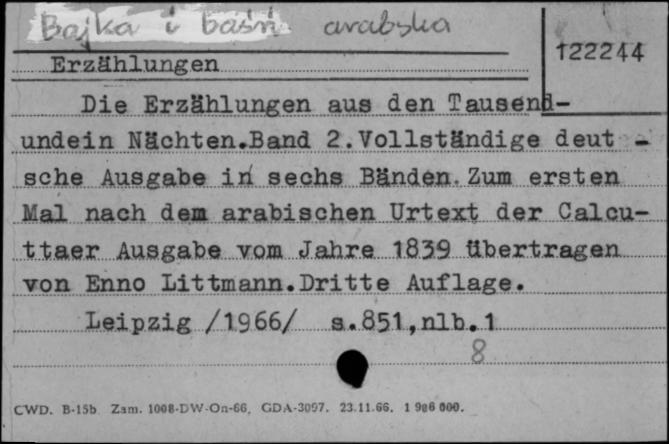 Bajka i baśń arabska
122244
Erzählungen
Die Erzählungen aus den Tausend-
undein Nächten.Band 2.Vollständige deut -
sche Ausgabe in sechs Bänden.Zum ersten
Mal nach dem arabischen Urtext der Calcu-
ttaer Ausgabe vom Jahre 1839 übertragen
von Enno Littmann.Dritte Auflage.
Leipzig /1966/ s.851,nlb.1
8
CWD. B-15b. Zam. 1008-DW-On-66, GDA-3097. 23.11.66. 1 986 000.